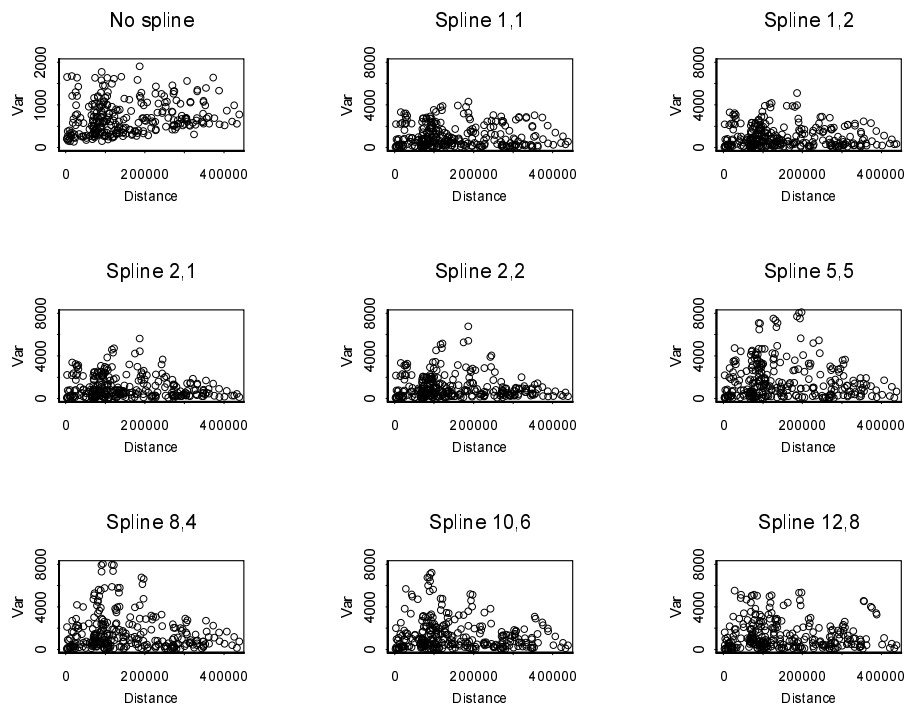 No spline
Spline 1,1
Spline 1,2
Var
0 1000 2000
0 200000 400000
Distance
Var
0 4000 8000
0 200000 400000
Distance
Var
0 4000 8000
0 200000 400000
Distance
Spline 2,1
Spline 2,2
Spline 5,5
Var
0 4000 8000
0 200000 400000
Distance
Var
0 4000 8000
0 200000 400000
Distance
Var
0 4000 8000
0 200000 400000
Distance
Spline 8,4
Spline 10,6
Spline 12,8
Var
0 4000 8000
0 200000 400000
Distance
Var
0 4000 8000
0 200000 400000
Distance
Var
0 4000 8000
0 200000 400000
Distance